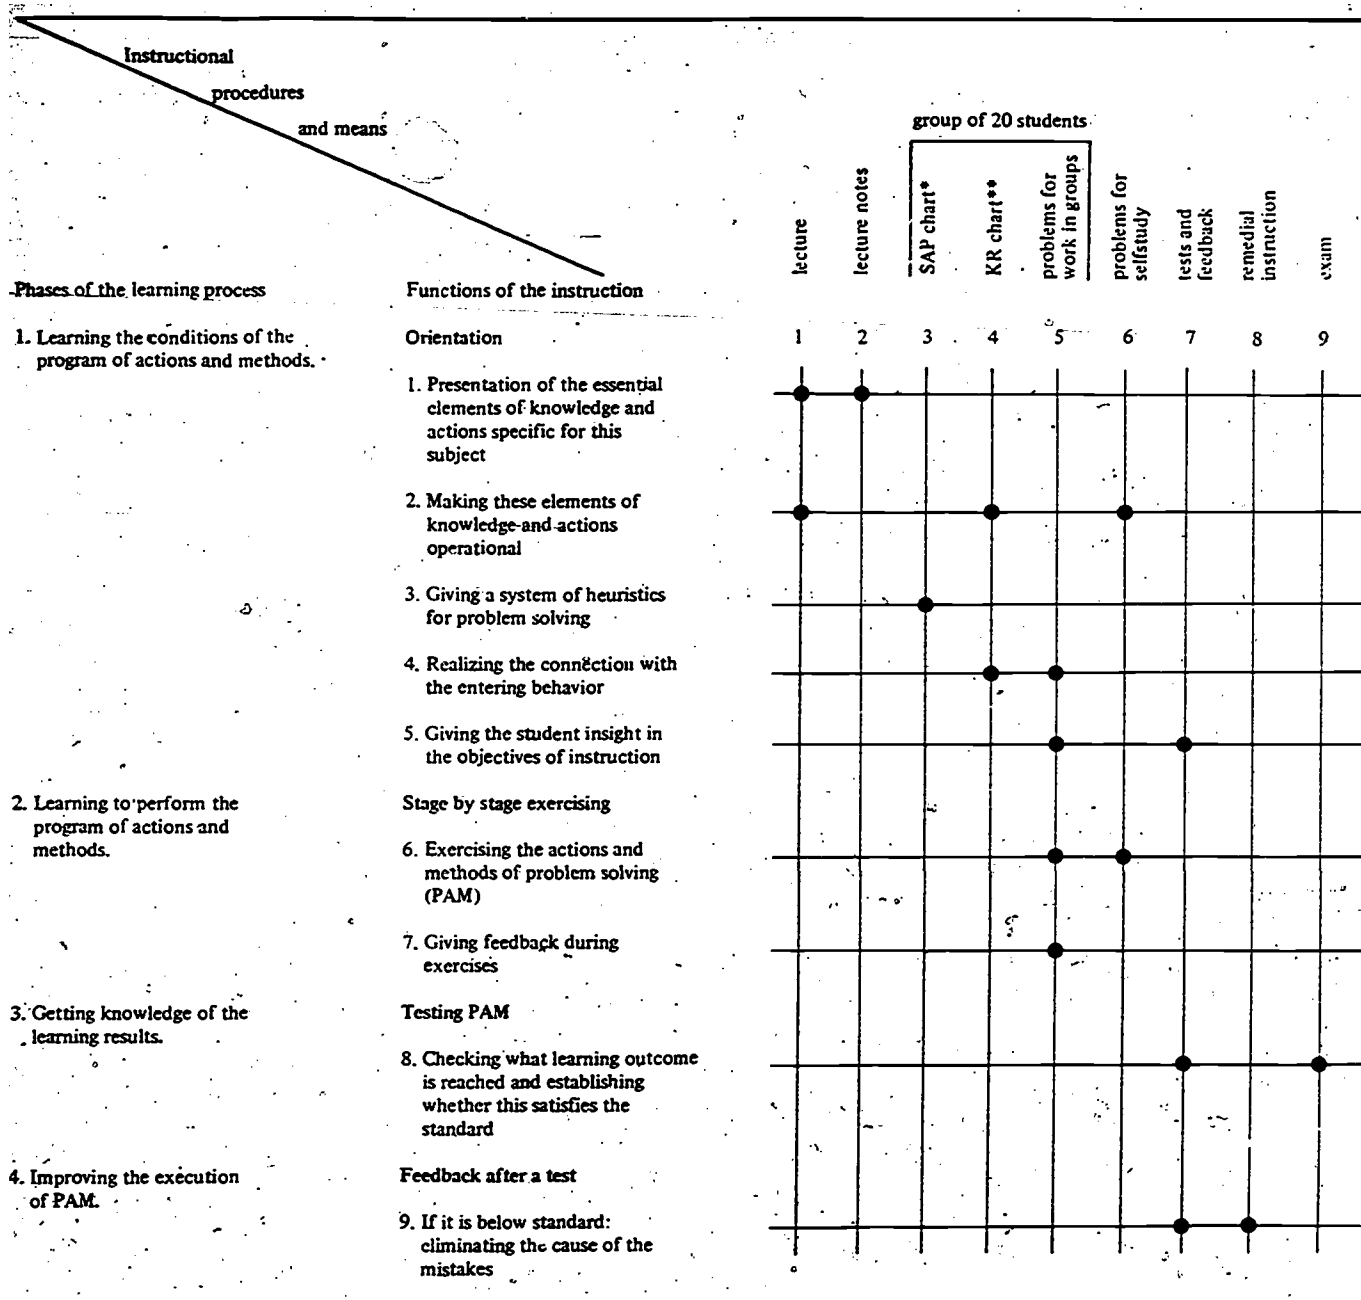 Instructional
procedures
and means
group of 20 students
lecture
lecture notes
SAP chart*
KR chart**
problems for
work in groups
problems for
selfstudy
tests and
feedback
remedial
instruction
exam
Phases of the learning process
Functions of the instruction
1. Learning the conditions of the
program of actions and methods.
Orientation
1 2 3 4 5 6 7 8 9
1. Presentation of the essential
elements of knowledge and
actions specific for this
subject
2. Making these elements of
knowledge and actions
operational
3. Giving a system of heuristics
for problem solving
4. Realizing the connection with
the entering behavior
5. Giving the student insight in
the objectives of instruction
2. Learning to perform the
program of actions and
methods.
Stage by stage exercising
6. Exercising the actions and
methods of problem solving
(PAM)
7. Giving feedback during
exercises
3. Getting knowledge of the
learning results.
Testing PAM
8. Checking what learning outcome
is reached and establishing
whether this satisfies the
standard
4. Improving the execution
of PAM.
Feedback after a test
9. If it is below standard:
eliminating the cause of the
mistakes